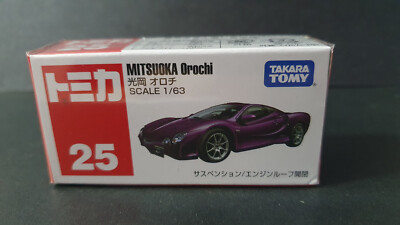 トミカ
25
MITSUOKA Orochi
光岡 オロチ
SCALE 1/63
TAKARA
TOMY
サスペンション/エンジンルーフ開閉